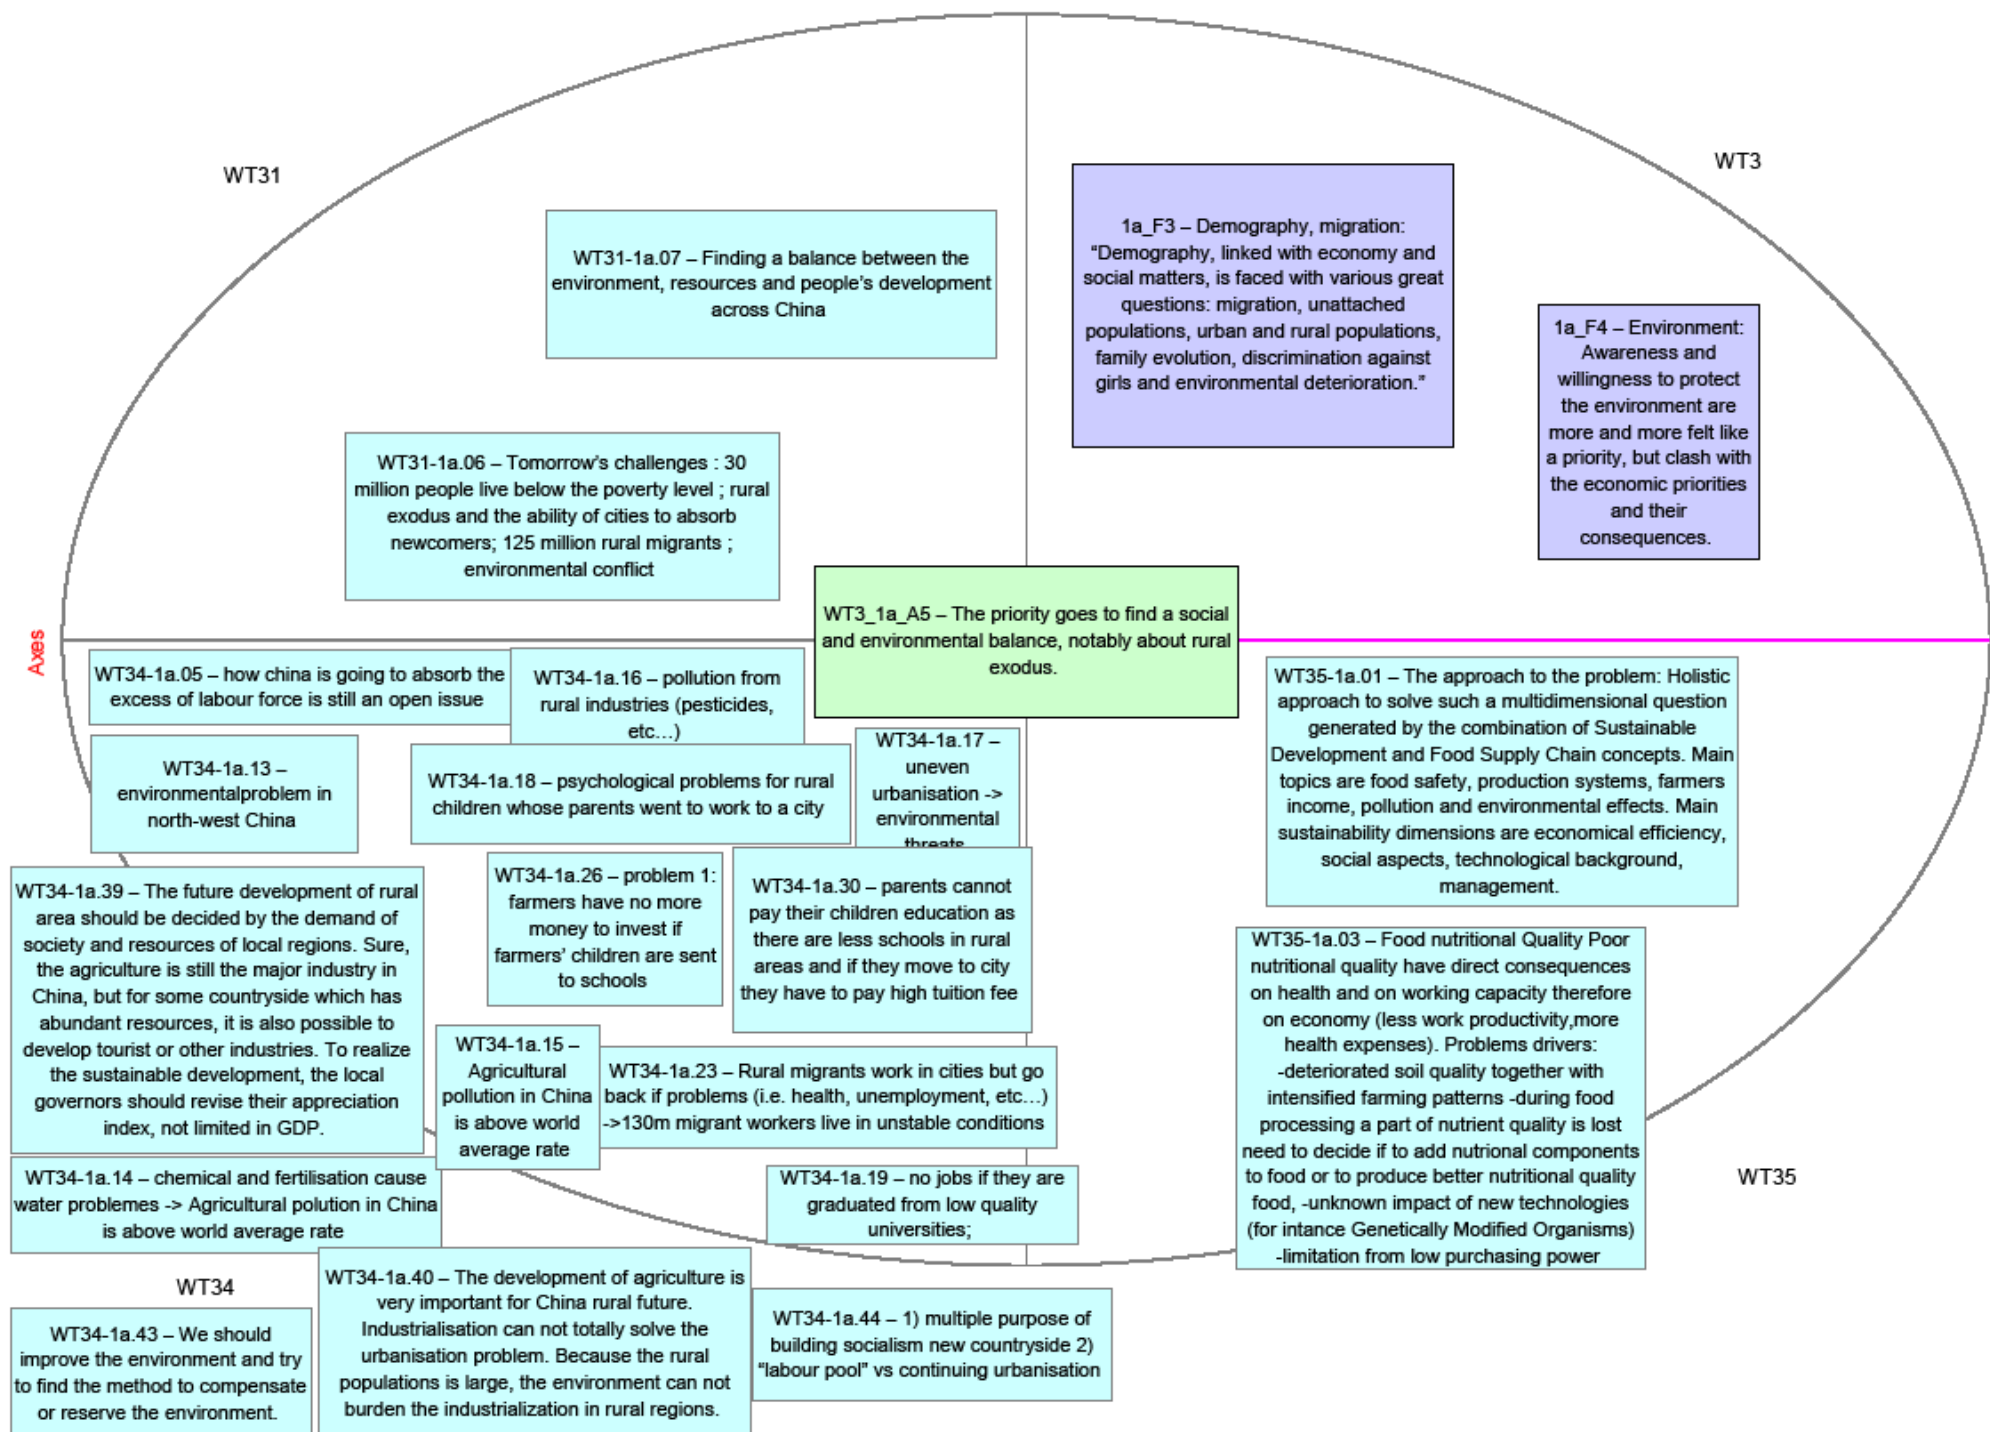 WT31
WT3
1a_F3 – Demography, migration:
“Demography, linked with economy and
social matters, is faced with various great
questions: migration, unattached
populations, urban and rural populations,
family evolution, discrimination against
girls and environmental deterioration.”
WT31-1a.07 – Finding a balance between the
environment, resources and people’s development
across China
1a_F4 – Environment:
Awareness and
willingness to protect
the environment are
more and more felt like
a priority, but clash with
the economic priorities
and their
consequences.
WT31-1a.06 – Tomorrow’s challenges : 30
million people live below the poverty level ; rural
exodus and the ability of cities to absorb
newcomers; 125 million rural migrants ;
environmental conflict
WT3_1a_A5 – The priority goes to find a social
and environmental balance, notably about rural
exodus.
Axes
WT34-1a.05 – how china is going to absorb the
excess of labour force is still an open issue
WT34-1a.16 – pollution from
rural industries (pesticides,
etc...)
WT35-1a.01 – The approach to the problem: Holistic
approach to solve such a multidimensional question
generated by the combination of Sustainable
Development and Food Supply Chain concepts. Main
topics are food safety, production systems, farmers
income, pollution and environmental effects. Main
sustainability dimensions are economical efficiency,
social aspects, technological background,
management.
WT34-1a.13 –
environmentalproblem in
north-west China
WT34-1a.18 – psychological problems for rural
children whose parents went to work to a city
WT34-1a.17 –
uneven
urbanisation ->
environmental
threats
WT34-1a.39 – The future development of rural
area should be decided by the demand of
society and resources of local regions. Sure,
the agriculture is still the major industry in
China, but for some countryside which has
abundant resources, it is also possible to
develop tourist or other industries. To realize
the sustainable development, the local
governors should revise their appreciation
index, not limited in GDP.
WT34-1a.26 – problem 1:
farmers have no more
money to invest if
farmers’ children are sent
to schools
WT34-1a.30 – parents cannot
pay their children education as
there are less schools in rural
areas and if they move to city
they have to pay high tuition fee
WT35-1a.03 – Food nutritional Quality Poor
nutritional quality have direct consequences
on health and on working capacity therefore
on economy (less work productivity,more
health expenses). Problems drivers:
-deteriorated soil quality together with
intensified farming patterns -during food
processing a part of nutrient quality is lost
need to decide if to add nutrional components
to food or to produce better nutritional quality
food, -unknown impact of new technologies
(for intance Genetically Modified Organisms)
-limitation from low purchasing power
WT34-1a.15 –
Agricultural
pollution in China
is above world
average rate
WT34-1a.23 – Rural migrants work in cities but go
back if problems (i.e. health, unemployment, etc...)
->130m migrant workers live in unstable conditions
WT34-1a.14 – chemical and fertilisation cause
water problemes -> Agricultural polution in China
is above world average rate
WT34-1a.19 – no jobs if they are
graduated from low quality
universities;
WT35
WT34
WT34-1a.40 – The development of agriculture is
very important for China rural future.
Industrialisation can not totally solve the
urbanisation problem. Because the rural
populations is large, the environment can not
burden the industrialization in rural regions.
WT34-1a.44 – 1) multiple purpose of
building socialism new countryside 2)
“labour pool” vs continuing urbanisation
WT34-1a.43 – We should
improve the environment and try
to find the method to compensate
or reserve the environment.